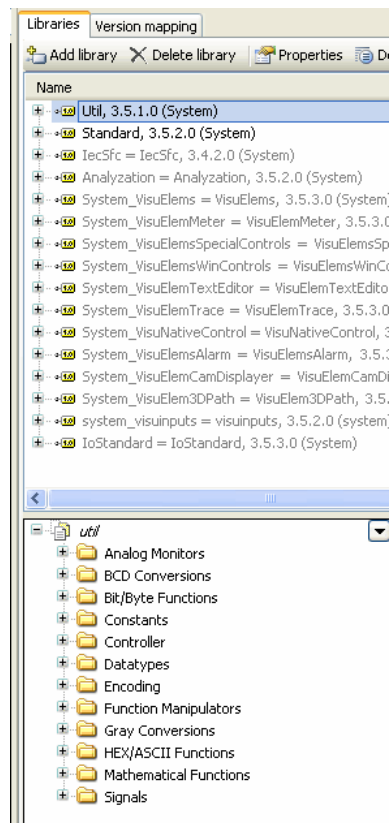 Libraries Version mapping
Add library Delete library Properties
Name
Util, 3.5.1.0 (System)
Standard, 3.5.2.0 (System)
IecSfc = IecSfc, 3.4.2.0 (System)
Analyzation = Analyzation, 3.5.2.0 (System)
System_VisuElems = VisuElems, 3.5.3.0 (System)
System_VisuElemMeter = VisuElemMeter, 3.5.3.0
System_VisuElemsSpecialControls = VisuElemsSp
System_VisuElemsWinControls = VisuElemsWinCo
System_VisuElemTextEditor = VisuElemTextEdito
System_VisuElemTrace = VisuElemTrace, 3.5.3.0
System_VisuNativeControl = VisuNativeControl, 3
System_VisuElemsAlarm = VisuElemsAlarm, 3.5.3
System_VisuElemCamDisplayer = VisuElemCamDi
System_VisuElem3DPath = VisuElem3DPath, 3.5.
system_visuinputs = visuinputs, 3.5.2.0 (system)
IoStandard = IoStandard, 3.5.3.0 (System)
util
Analog Monitors
BCD Conversions
Bit/Byte Functions
Constants
Controller
Datatypes
Encoding
Function Manipulators
Gray Conversions
HEX/ASCII Functions
Mathematical Functions
Signals